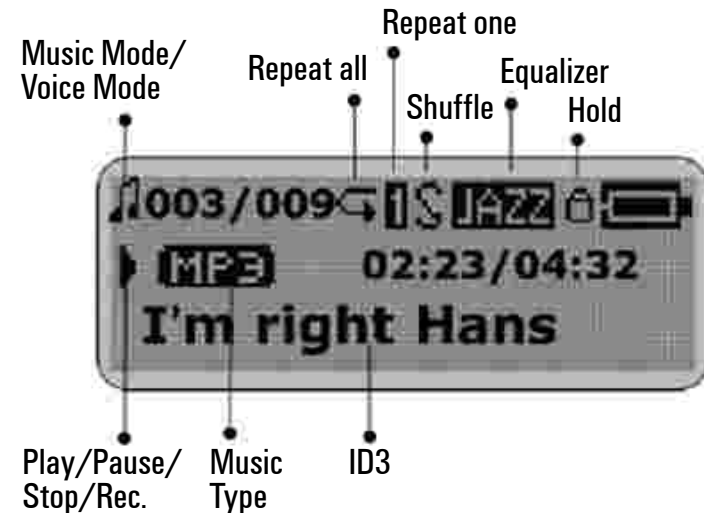 Repeat one
Music Mode/
Voice Mode
Repeat all
Equalizer
Shuffle
Hold
003/009 1 S JAZZ
MP3 02:23/04:32
I'm right Hans
Play/Pause/
Stop/Rec.
Music
Type
ID3